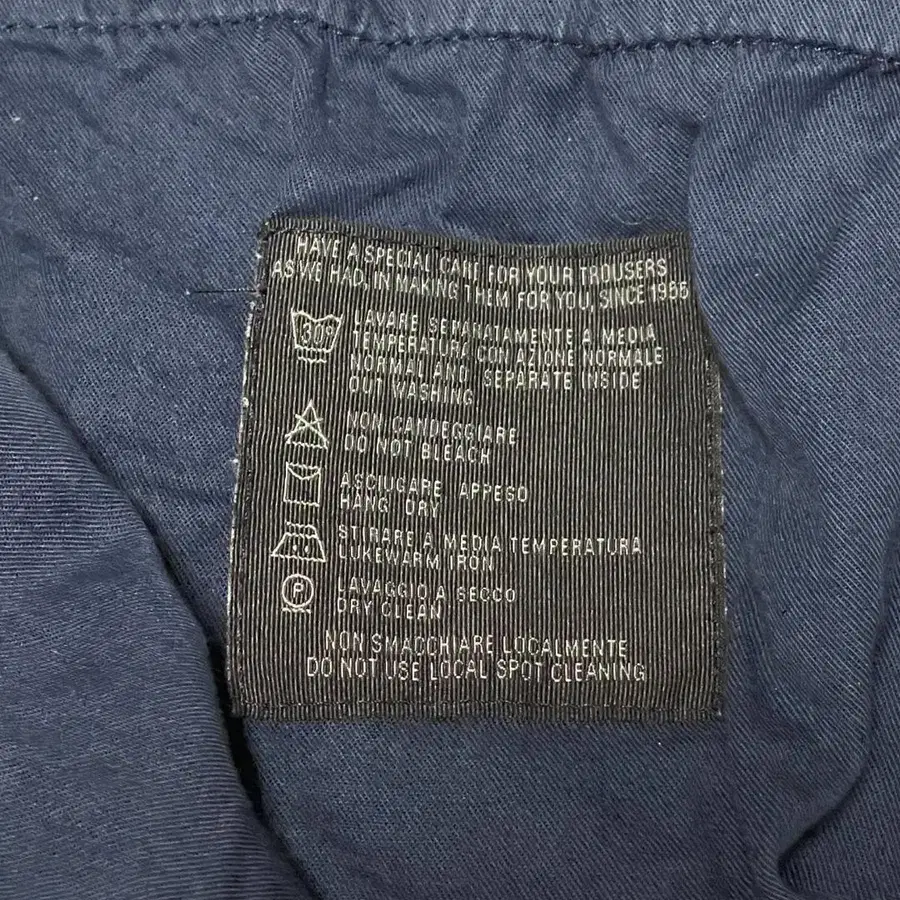 HAVE A SPECIAL CARE FOR YOUR TROUSERS
AS WE HAD, IN MAKING THEM FOR YOU, SINCE 1955
30°
LAVARE SEPARATAMENTE A MEDIA
TEMPERATURA CON AZIONE NORMALE
NORMAL AND SEPARATE INSIDE
OUT WASHING
NON CANDEGGIARE
DO NOT BLEACH
ASCIUGARE APPESO
HANG DRY
STIRARE A MEDIA TEMPERATURA
LUKEWARM IRON
P
LAVAGGIO A SECCO
DRY CLEAN
NON SMACCHIARE LOCALMENTE
DO NOT USE LOCAL SPOT CLEANING